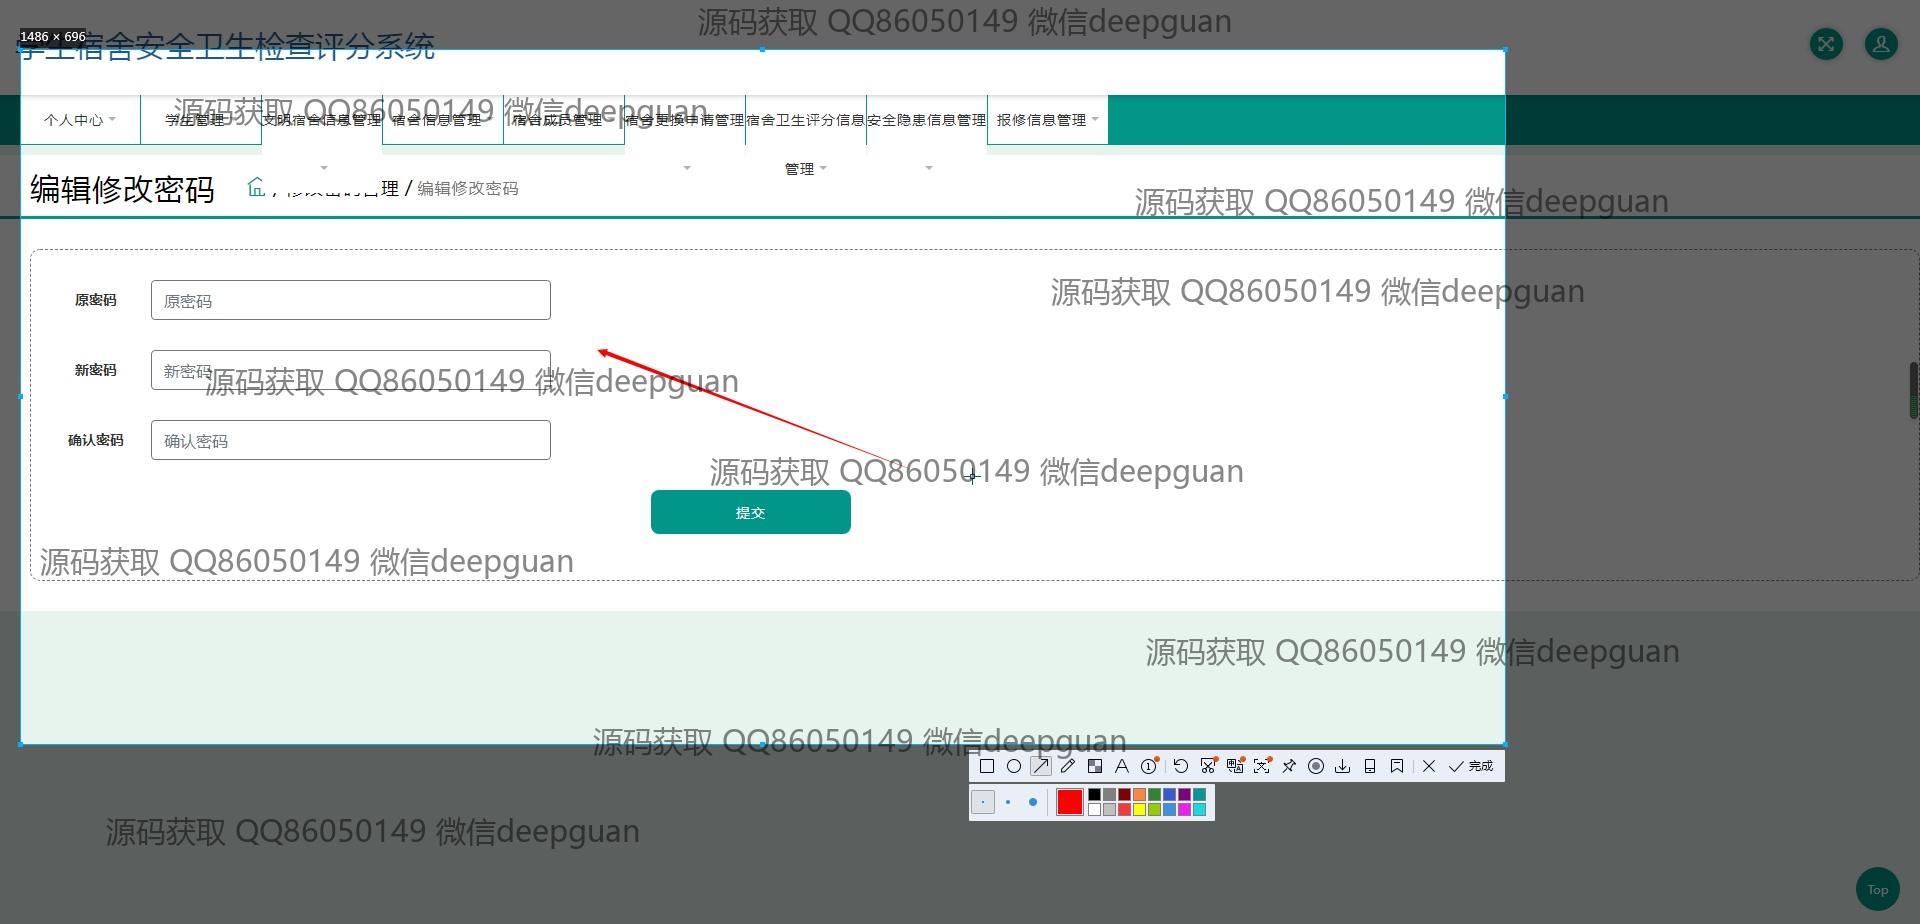 源码获取 QQ86050149 微信deepguan
1486 × 696
学生宿舍安全卫生检查评分系统
源码获取 QQ86050149 微信deepguan
个人中心 学生管理 文明宿舍信息管理 宿舍信息管理 宿舍成员管理 宿舍更换申请管理 宿舍卫生评分信息 安全隐患信息管理 报修信息管理
管理
编辑修改密码 / 修改密码管理 / 编辑修改密码
源码获取 QQ86050149 微信deepguan
源码获取 QQ86050149 微信deepguan
原密码 原密码
新密码 新密码
源码获取 QQ86050149 微信deepguan
确认密码 确认密码
源码获取 QQ86050149 微信deepguan
提交
源码获取 QQ86050149 微信deepguan
源码获取 QQ86050149 微信deepguan
源码获取 QQ86050149 微信deepguan
完成
源码获取 QQ86050149 微信deepguan
Top